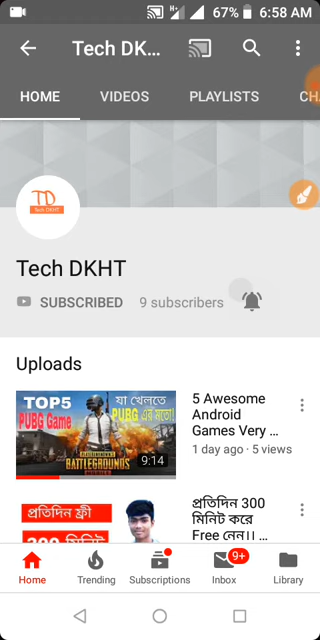 67% 6:58 AM
Tech DK...
HOME VIDEOS PLAYLISTS CH
TD
Tech DKHT
Tech DKHT
SUBSCRIBED 9 subscribers
Uploads
TOP5 যা খেলতে
PUBG Game PUBG এর মতো!
BATTLEGROUNDS
9:14
5 Awesome
Android
Games Very ...
1 day ago · 5 views
প্রতিদিন ফ্রী
300 মিনিট
প্রতিদিন 300
মিনিট করে
Free নেন।। ...
9+
Home Trending Subscriptions Inbox Library